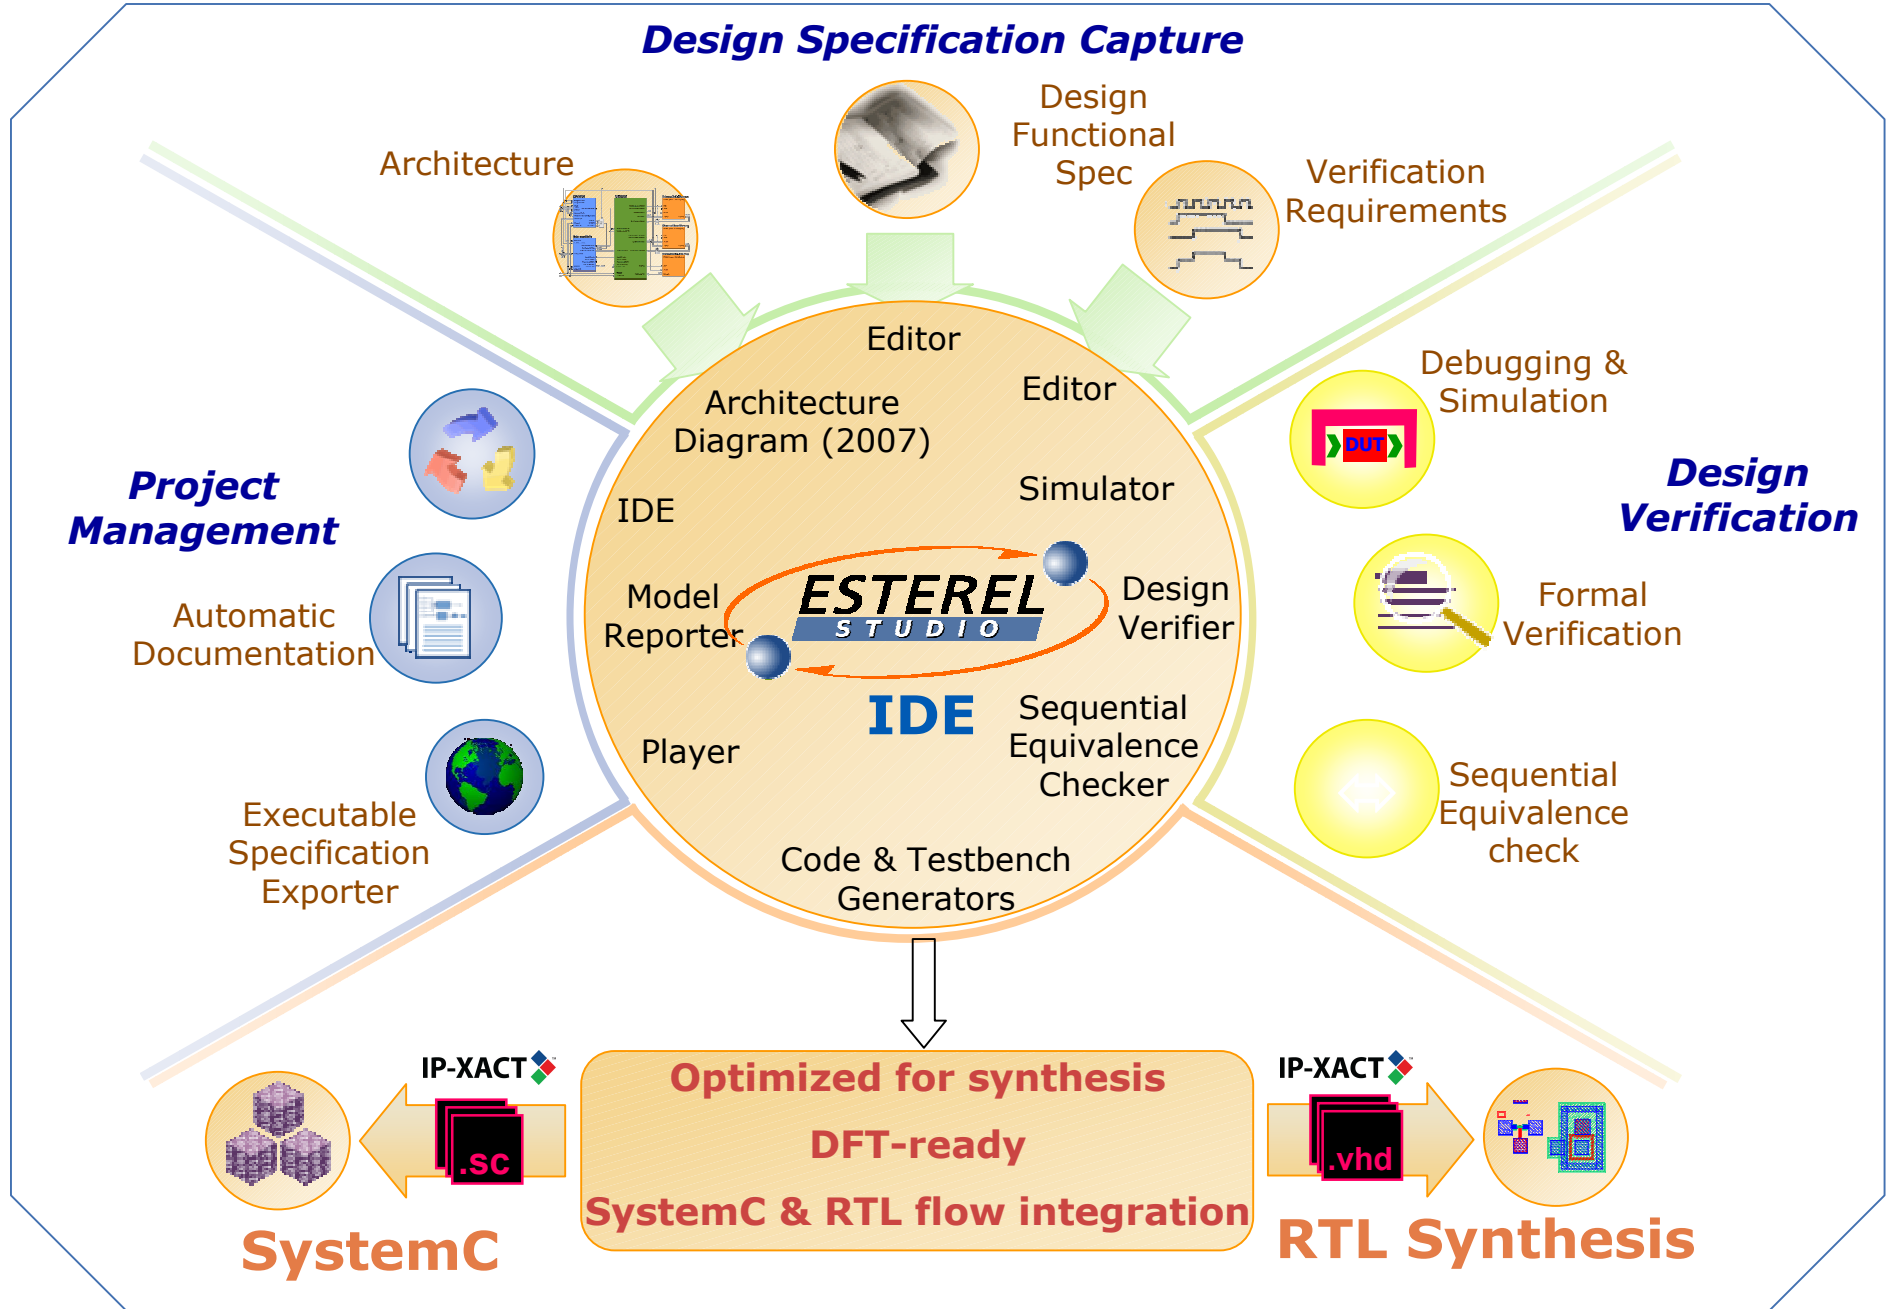 Design Specification Capture
Architecture
Design
Functional
Spec
Verification
Requirements
Project
Management
Automatic
Documentation
Executable
Specification
Exporter
Editor
Editor
Architecture
Diagram (2007)
IDE
Simulator
Model
Reporter
ESTEREL
STUDIO
IDE
Design
Verifier
Player
Sequential
Equivalence
Checker
Code & Testbench
Generators
Debugging &
Simulation
DUT
Design
Verification
Formal
Verification
Sequential
Equivalence
check
IP-XACT
.sc
SystemC
Optimized for synthesis
DFT-ready
SystemC & RTL flow integration
IP-XACT
.vhd
RTL Synthesis